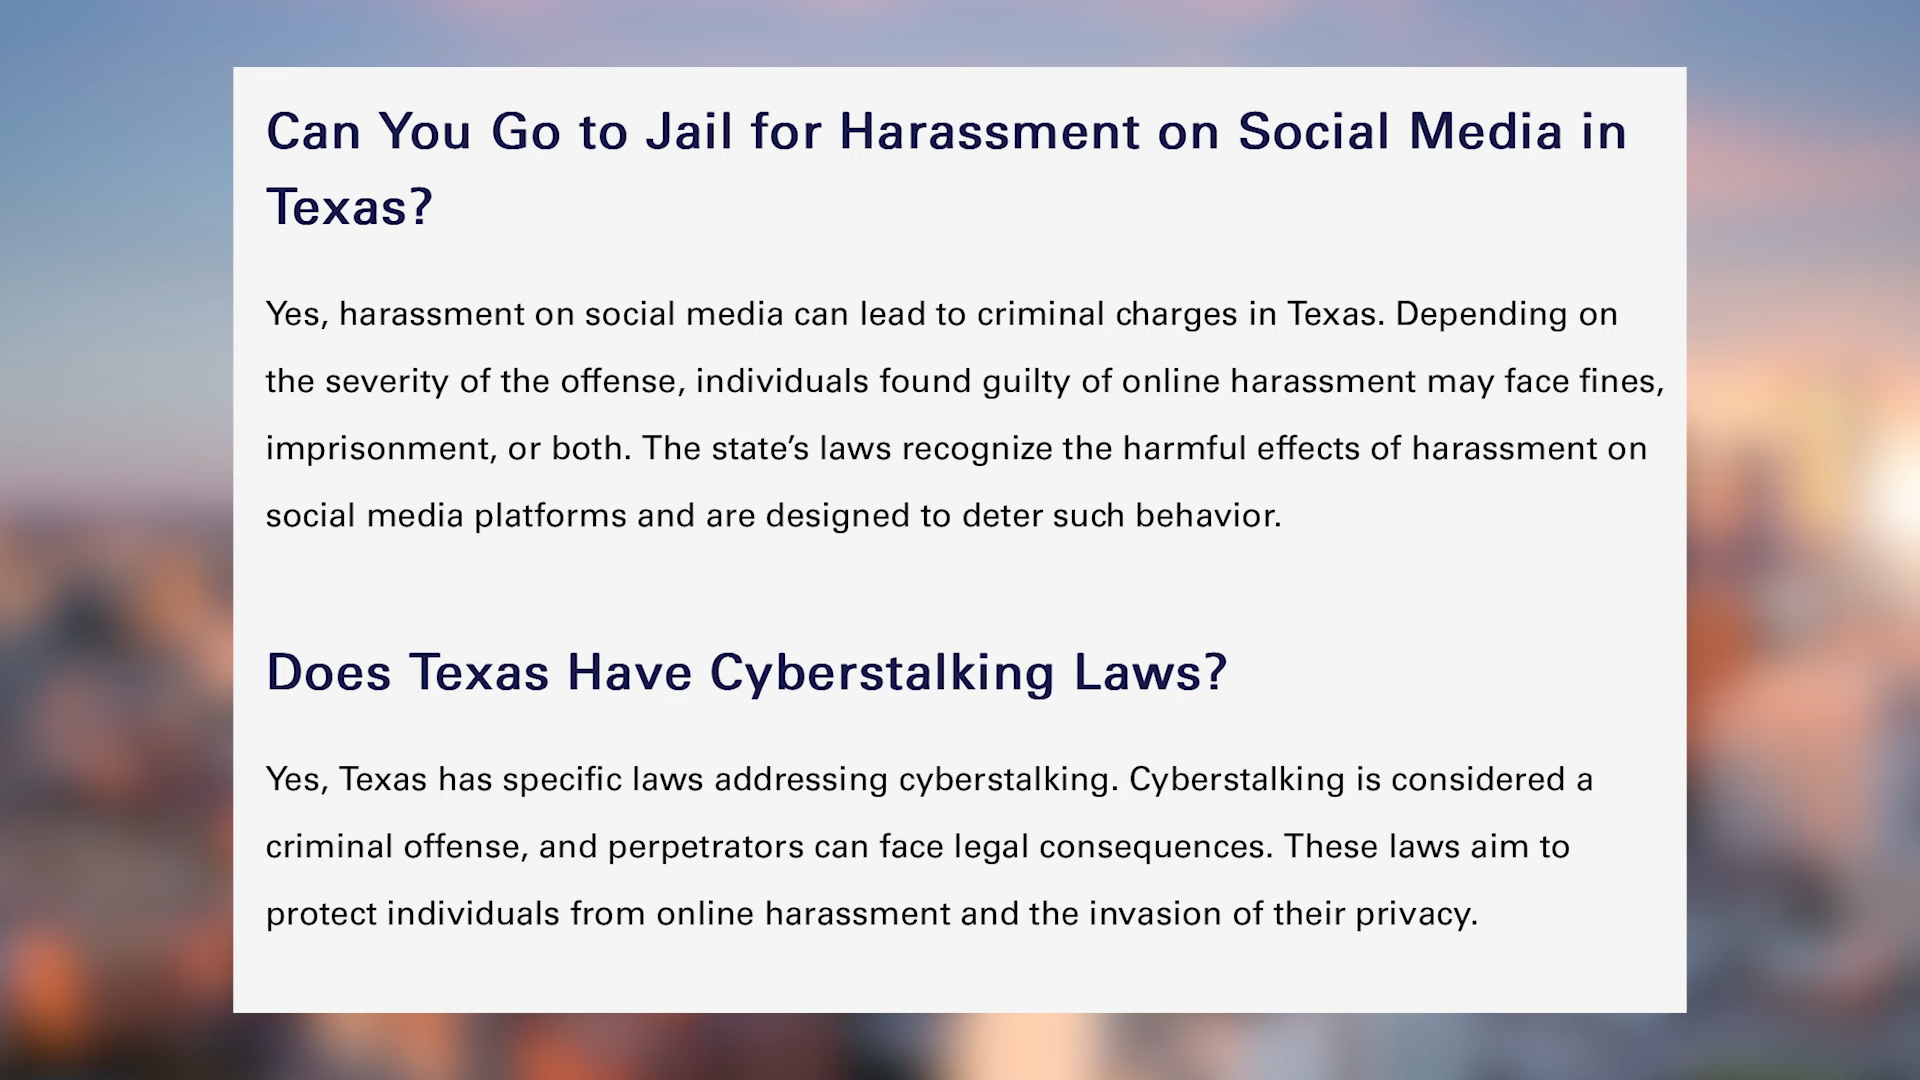 Can You Go to Jail for Harassment on Social Media in
Texas?
Yes, harassment on social media can lead to criminal charges in Texas. Depending on
the severity of the offense, individuals found guilty of online harassment may face fines,
imprisonment, or both. The state’s laws recognize the harmful effects of harassment on
social media platforms and are designed to deter such behavior.
Does Texas Have Cyberstalking Laws?
Yes, Texas has specific laws addressing cyberstalking. Cyberstalking is considered a
criminal offense, and perpetrators can face legal consequences. These laws aim to
protect individuals from online harassment and the invasion of their privacy.